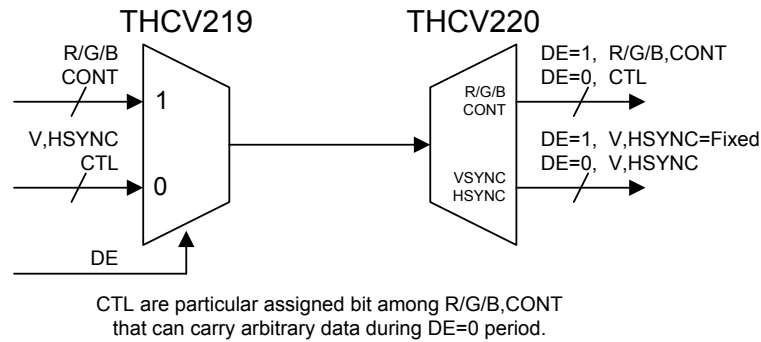 THCV219
THCV220
R/G/B
CONT
1
V,HSYNC
CTL
0
DE
R/G/B
CONT
VSYNC
HSYNC
DE=1, R/G/B,CONT
DE=0, CTL
DE=1, V,HSYNC=Fixed
DE=0, V,HSYNC
CTL are particular assigned bit among R/G/B,CONT
that can carry arbitrary data during DE=0 period.